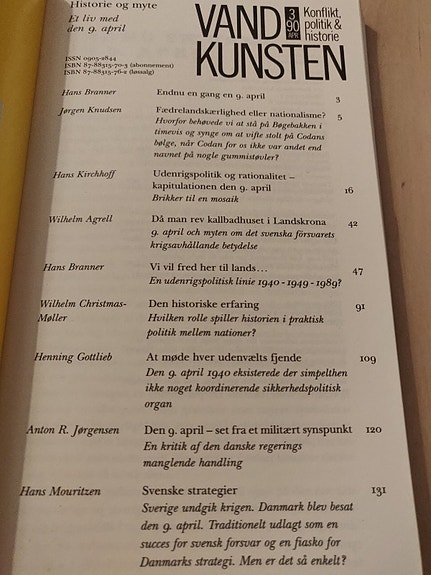 Historie og myte
Et liv med
den 9. april
ISSN 0905-2844
ISBN 87-88315-70-3 (abonnement)
ISBN 87-88315-76-2 (løssalg)
VAND
KUNSTEN
3
90
APR
Konflikt,
politik &
historie
Hans Branner Endnu en gang en 9. april 3
Jørgen Knudsen Fædrelandskærlighed eller nationalisme? 5
Hvorfor behøvede vi at stå på Bøgebakken i
timevis og synge om at vifte stolt på Codans
bølge, når Codan for os ikke var andet end
navnet på nogle gummistøvler?
Hans Kirchhoff Udenrigspolitik og rationalitet –
kapitulationen den 9. april 16
Brikker til en mosaik
Wilhelm Agrell Då man rev kallbadhuset i Landskrona 42
9. april och myten om det svenska försvarets
krigsavhållande betydelse
Hans Branner Vi vil fred her til lands... 47
En udenrigspolitisk linie 1940 - 1949 - 1989?
Wilhelm Christmas- Den historiske erfaring 91
Møller Hvilken rolle spiller historien i praktisk
politik mellem nationer?
Henning Gottlieb At møde hver udenvælts fjende 109
Den 9. april 1940 eksisterede der simpelthen
ikke noget koordinerende sikkerhedspolitisk
organ
Anton R. Jørgensen Den 9. april – set fra et militært synspunkt 120
En kritik af den danske regerings
manglende handling
Hans Mouritzen Svenske strategier 131
Sverige undgik krigen. Danmark blev besat
den 9. april. Traditionelt udlagt som en
succes for svensk forsvar og en fiasko for
Danmarks strategi. Men er det så enkelt?